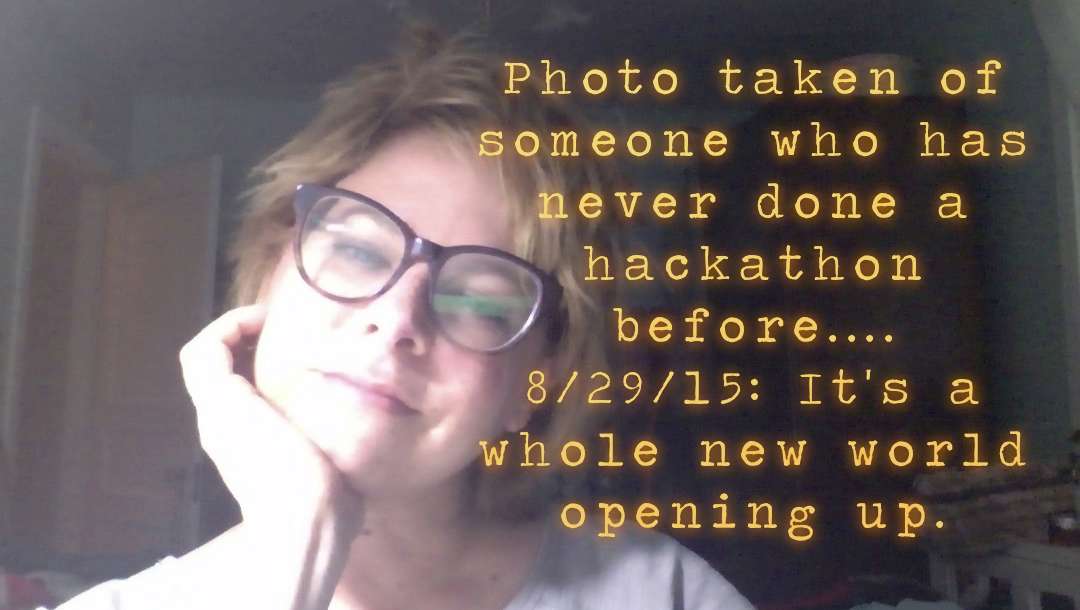 Photo taken of
someone who has
never done a
hackathon
before....
8/29/15: It's a
whole new world
opening up.